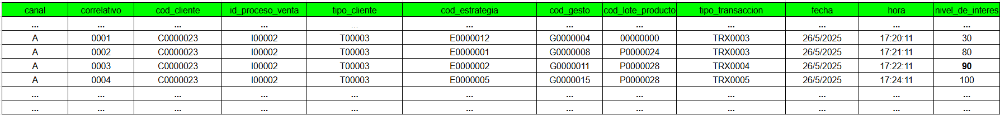 canal correlativo cod_cliente id_proceso_venta tipo_cliente cod_estrategia cod_gesto cod_lote_producto tipo_transaccion fecha hora nivel_de_interes
... ... ... ... ... ... ... ... ... ... ... ...
A 0001 C0000023 I00002 T00003 E0000012 G0000004 00000000 TRX0003 26/5/2025 17:20:11 30
A 0002 C0000023 I00002 T00003 E0000001 G0000008 P0000024 TRX0003 26/5/2025 17:21:11 80
A 0003 C0000023 I00002 T00003 E0000002 G0000011 P0000028 TRX0004 26/5/2025 17:22:11 90
A 0004 C0000023 I00002 T00003 E0000005 G0000015 P0000028 TRX0005 26/5/2025 17:24:11 100
... ... ... ... ... ... ... ... ... ... ... ...
... ... ... ... ... ... ... ... ... ... ... ...